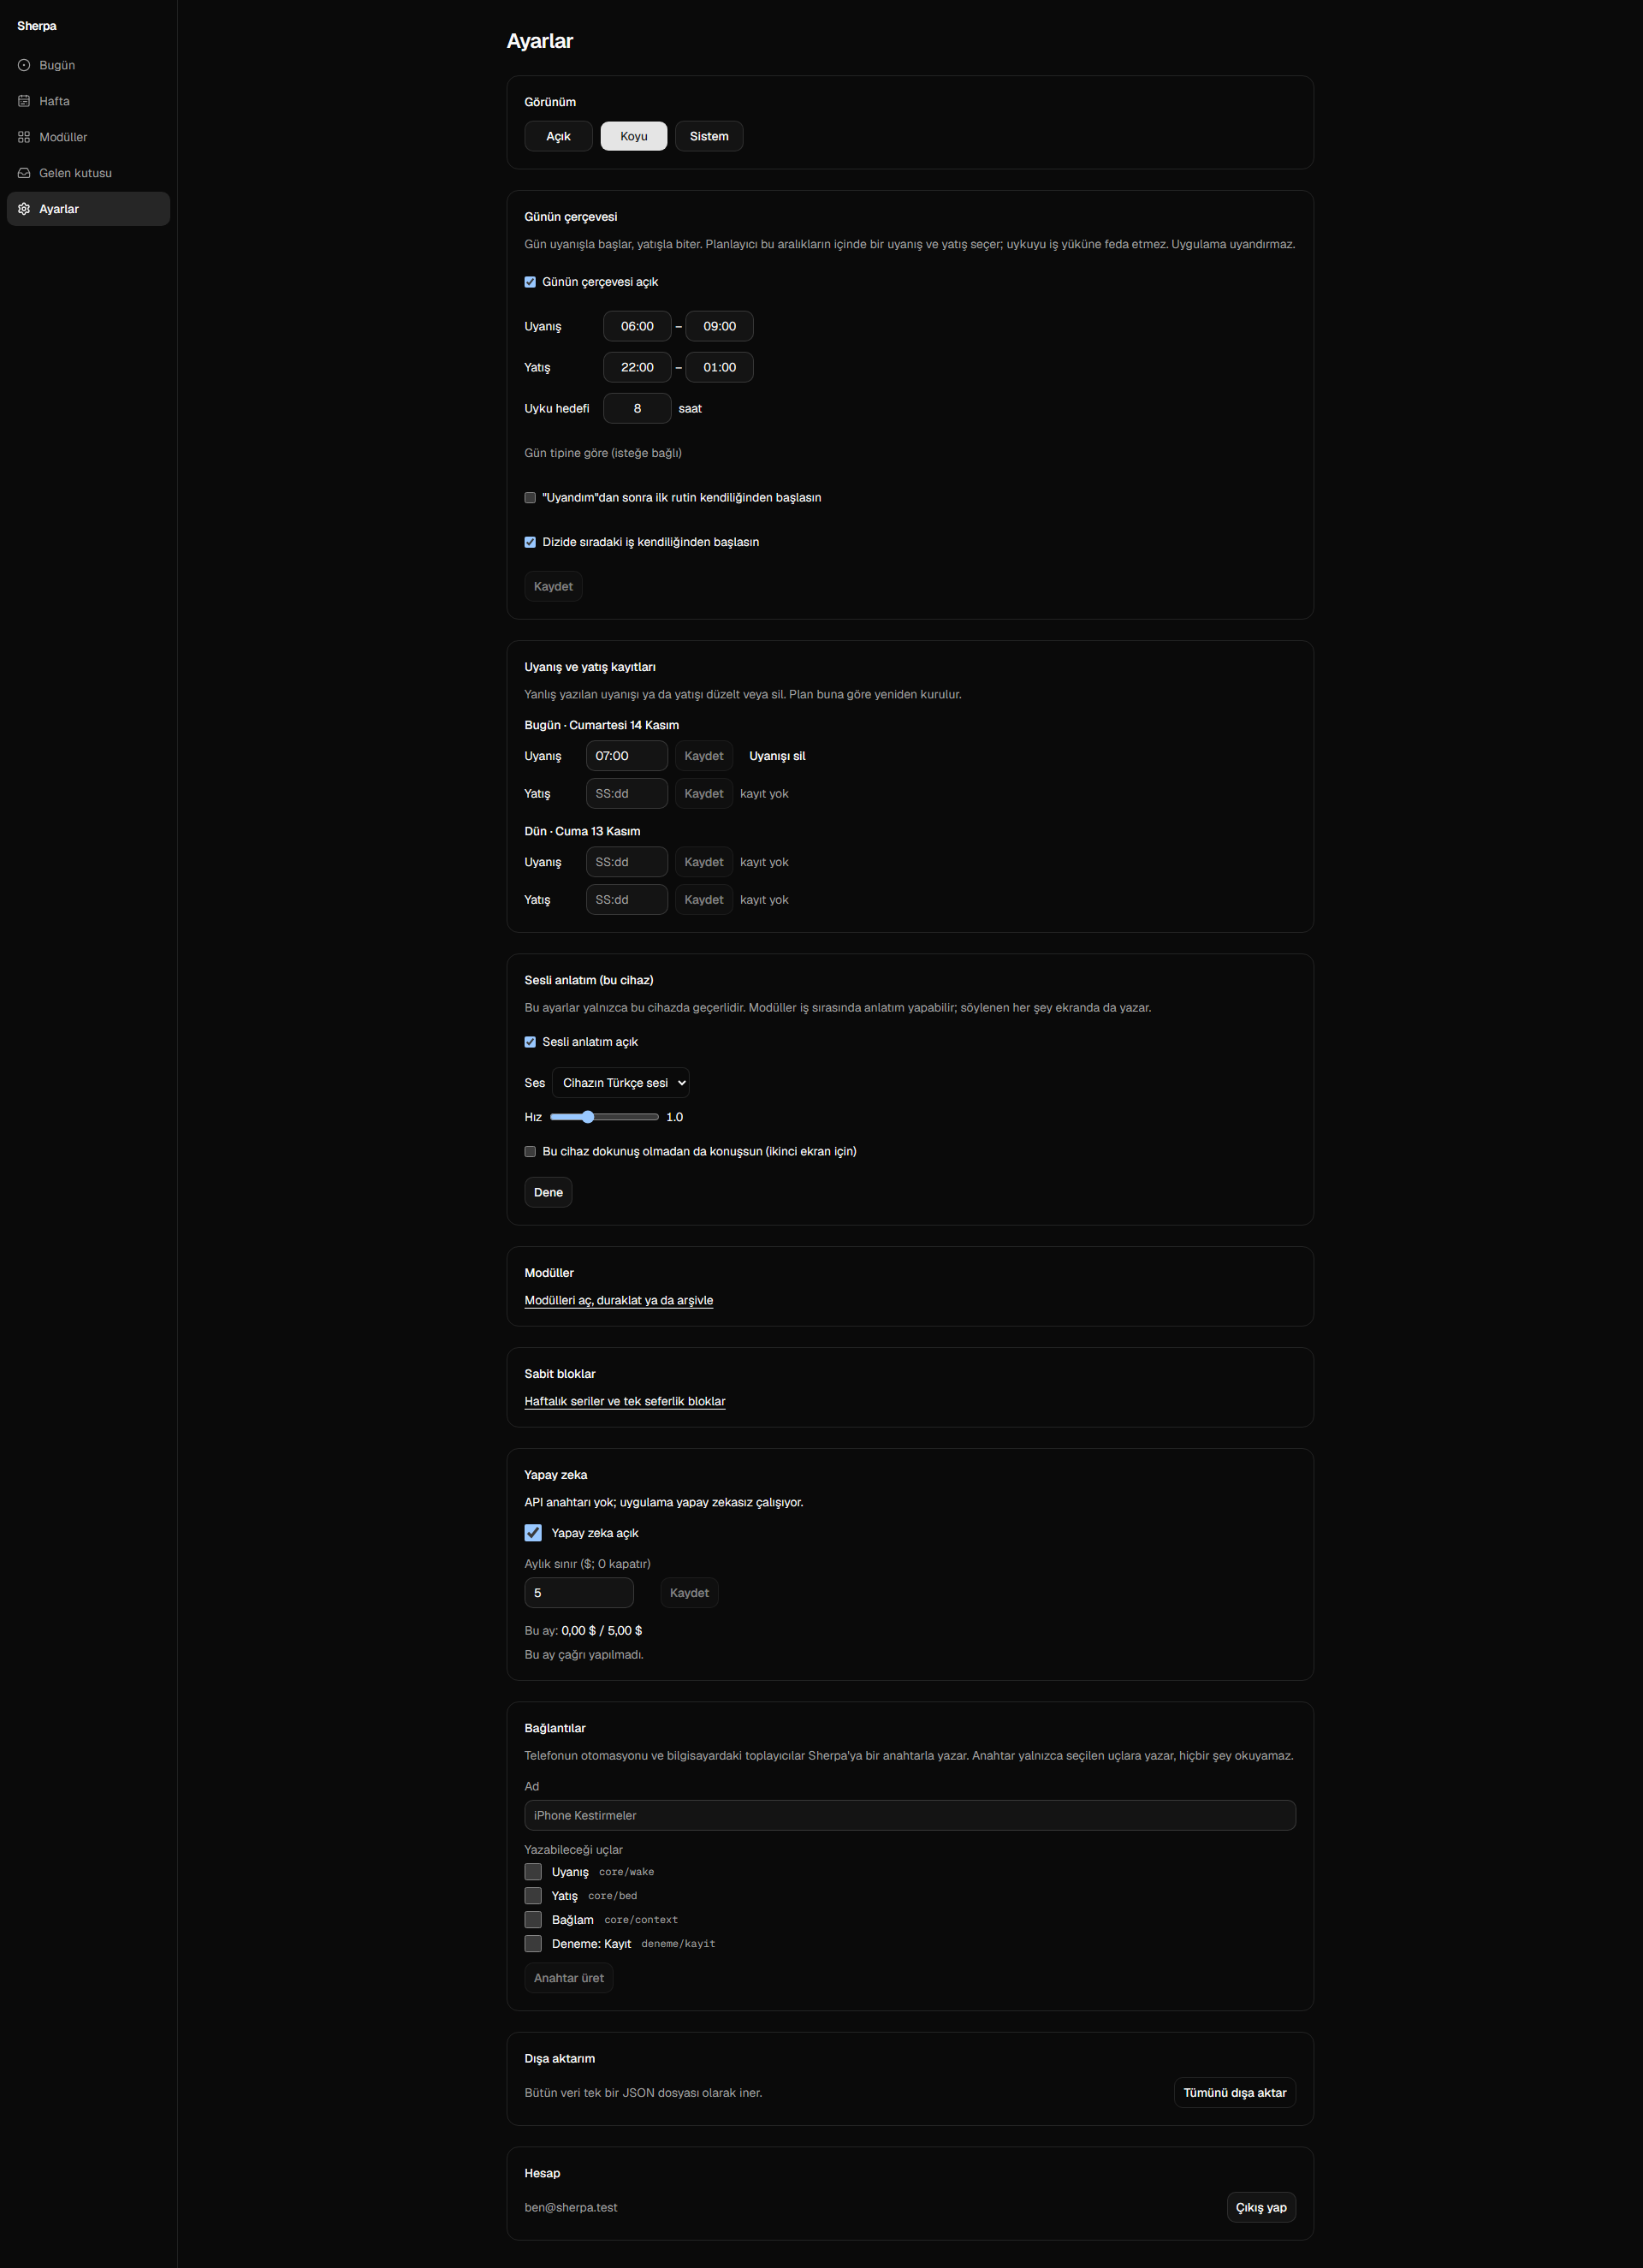 Sherpa
Bugün
Hafta
Modüller
Gelen kutusu
Ayarlar
Ayarlar
Görünüm
Açık Koyu Sistem
Günün çerçevesi
Gün uyanışla başlar, yatışla biter. Planlayıcı bu aralıkların içinde bir uyanış ve yatış seçer; uykuyu iş yüküne feda etmez. Uygulama uyandırmaz.
Günün çerçevesi açık
Uyanış 06:00 – 09:00
Yatış 22:00 – 01:00
Uyku hedefi 8 saat
Gün tipine göre (isteğe bağlı)
"Uyandım"dan sonra ilk rutin kendiliğinden başlasın
Dizide sıradaki iş kendiliğinden başlasın
Kaydet
Uyanış ve yatış kayıtları
Yanlış yazılan uyanışı ya da yatışı düzelt veya sil. Plan buna göre yeniden kurulur.
Bugün · Cumartesi 14 Kasım
Uyanış 07:00 Kaydet Uyanışı sil
Yatış SS:dd Kaydet kayıt yok
Dün · Cuma 13 Kasım
Uyanış SS:dd Kaydet kayıt yok
Yatış SS:dd Kaydet kayıt yok
Sesli anlatım (bu cihaz)
Bu ayarlar yalnızca bu cihazda geçerlidir. Modüller iş sırasında anlatım yapabilir; söylenen her şey ekranda da yazar.
Sesli anlatım açık
Ses Cihazın Türkçe sesi
Hız 1.0
Bu cihaz dokunuş olmadan da konuşsun (ikinci ekran için)
Dene
Modüller
Modülleri aç, duraklat ya da arşivle
Sabit bloklar
Haftalık seriler ve tek seferlik bloklar
Yapay zeka
API anahtarı yok; uygulama yapay zekasız çalışıyor.
Yapay zeka açık
Aylık sınır ($; 0 kapatır)
5 Kaydet
Bu ay: 0,00 $ / 5,00 $
Bu ay çağrı yapılmadı.
Bağlantılar
Telefonun otomasyonu ve bilgisayardaki toplayıcılar Sherpa'ya bir anahtarla yazar. Anahtar yalnızca seçilen uçlara yazar, hiçbir şey okuyamaz.
Ad
iPhone Kestirmeler
Yazabileceği uçlar
Uyanış core/wake
Yatış core/bed
Bağlam core/context
Deneme: Kayıt deneme/kayit
Anahtar üret
Dışa aktarım
Bütün veri tek bir JSON dosyası olarak iner. Tümünü dışa aktar
Hesap
ben@sherpa.test Çıkış yap